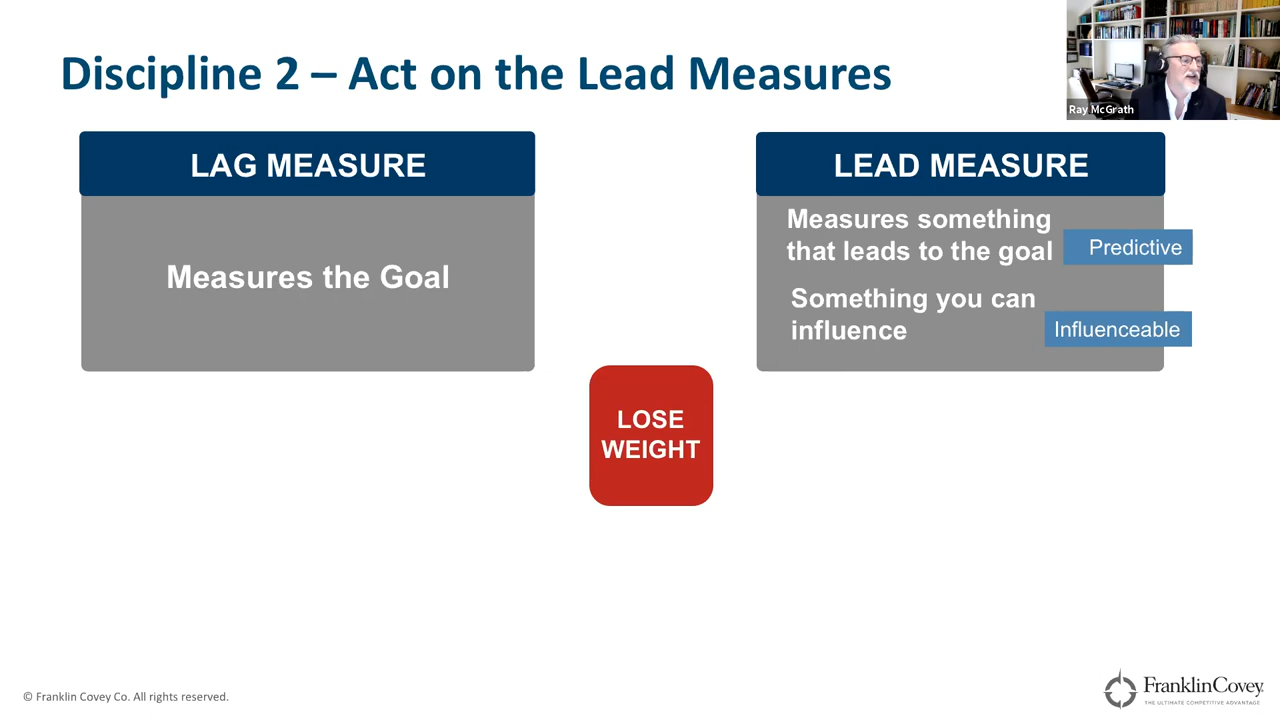 Discipline 2 – Act on the Lead Measures
Ray McGrath
LAG MEASURE
Measures the Goal
LEAD MEASURE
Measures something
that leads to the goal
Predictive
Something you can
influence
Influenceable
LOSE
WEIGHT
© Franklin Covey Co. All rights reserved.
FranklinCovey
THE ULTIMATE COMPETITIVE ADVANTAGE